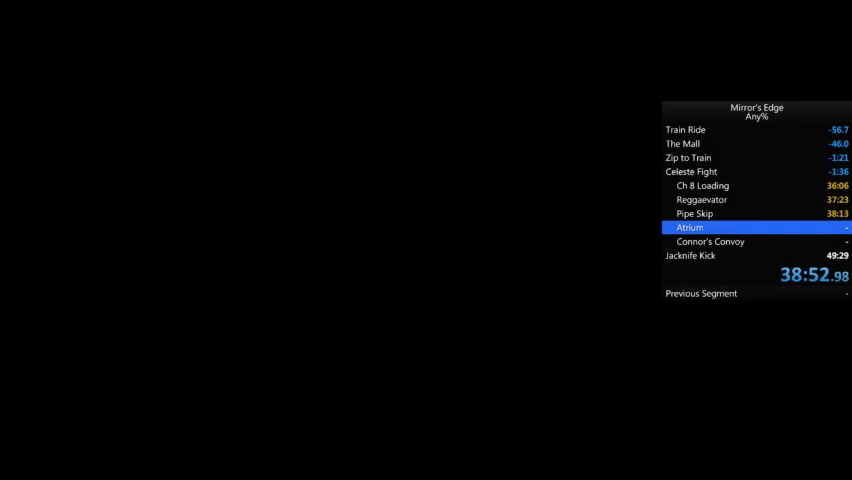 Mirror's Edge
Any%
Train Ride -56.7
The Mall -46.0
Zip to Train -1:21
Celeste Fight -1:36
Ch 8 Loading 36:06
Reggaevator 37:23
Pipe Skip 38:13
Atrium -
Connor's Convoy -
Jacknife Kick 49:29
38:52.98
Previous Segment -